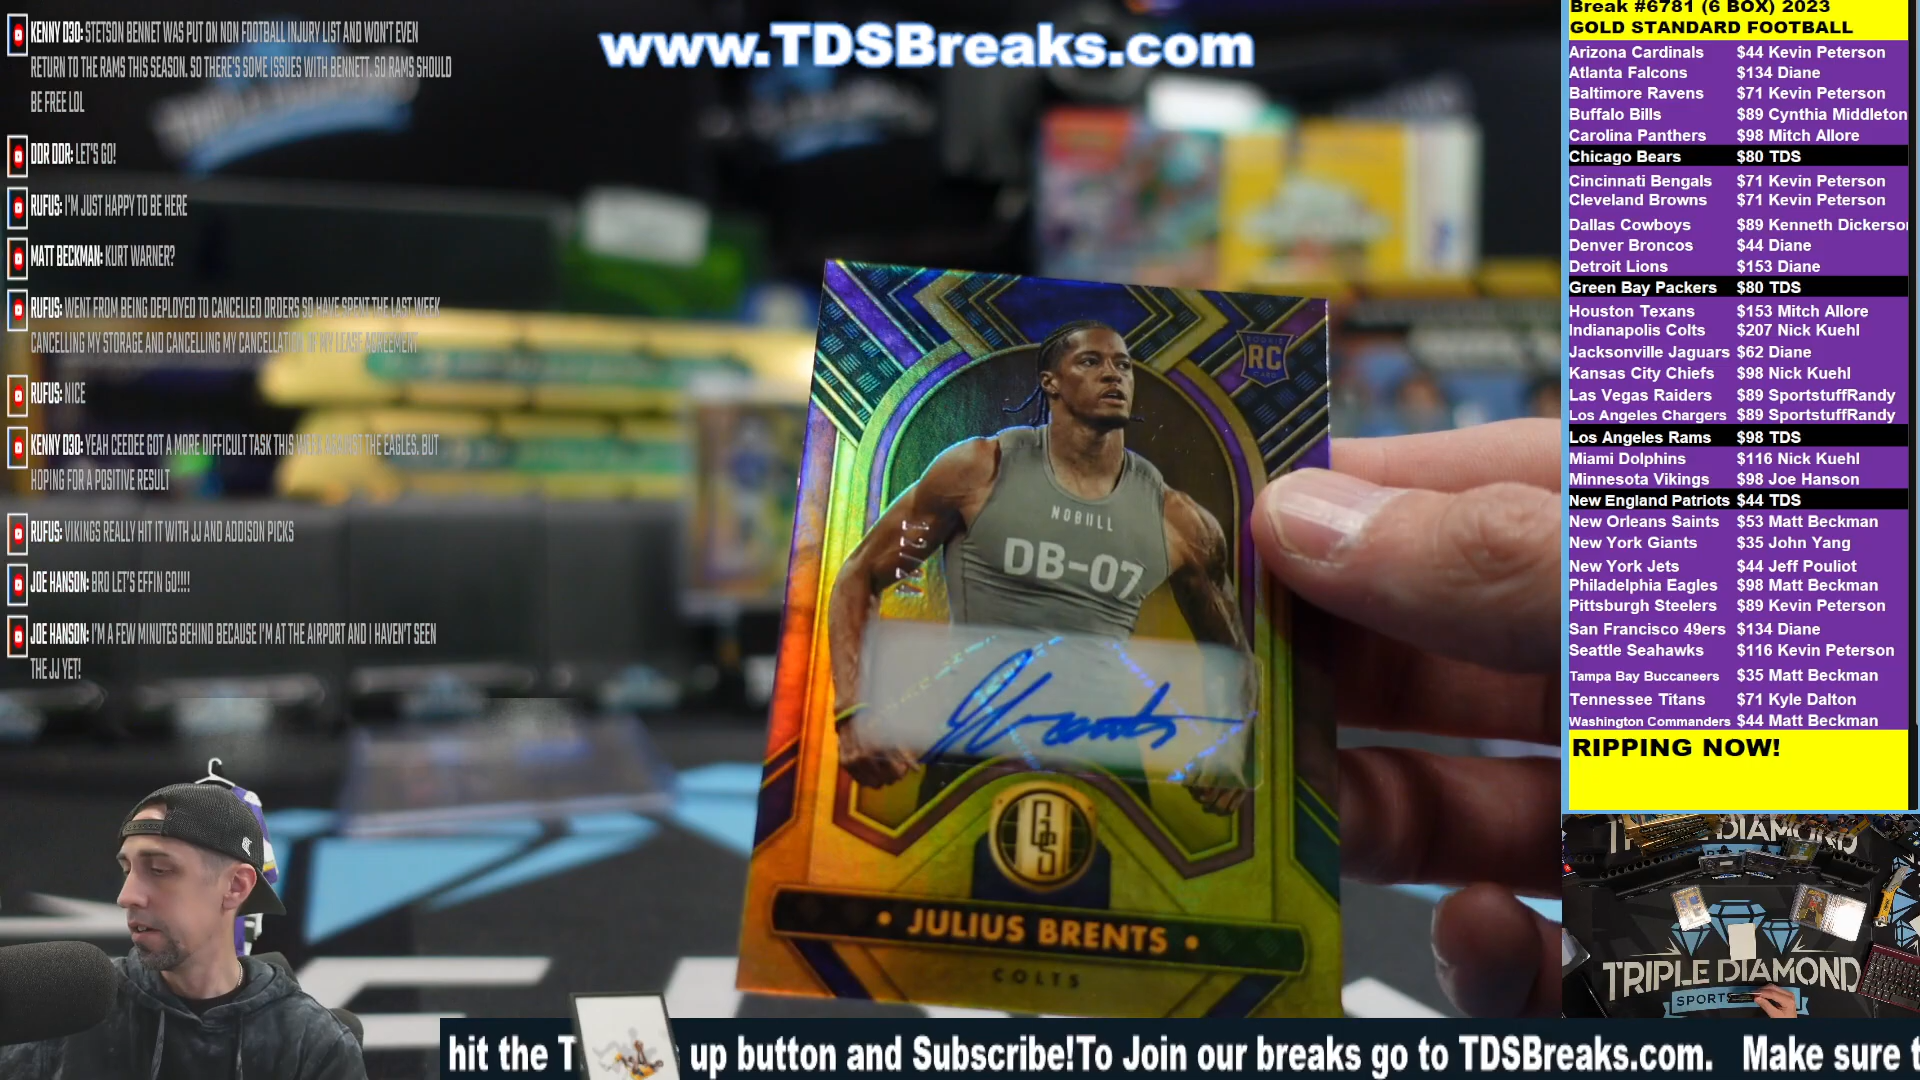 KENNY D30: STETSON BENNET WAS PUT ON NON FOOTBALL INJURY LIST AND WON'T EVEN
RETURN TO THE RAMS THIS SEASON. SO THERE'S SOME ISSUES WITH BENNETT. SO RAMS SHOULD
BE FREE LOL
DDR DDR: LET'S GO!
RUFUS: I'M JUST HAPPY TO BE HERE
MATT BECKMAN: KURT WARNER?
RUFUS: WENT FROM BEING DEPLOYED TO CANCELLED ORDERS SO HAVE SPENT THE LAST WEEK
CANCELLING MY STORAGE AND CANCELLING MY CANCELLATION OF MY LEASE AGREEMENT
RUFUS: NICE
KENNY D30: YEAH CEEDEE GOT A MORE DIFFICULT TASK THIS WEEK AGAINST THE EAGLES. BUT
HOPING FOR A POSITIVE RESULT
RUFUS: VIKINGS REALLY HIT IT WITH JJ AND ADDISON PICKS
JOE HANSON: BRO LET'S EFFIN GO!!!!
JOE HANSON: I'M A FEW MINUTES BEHIND BECAUSE I'M AT THE AIRPORT AND I HAVEN'T SEEN
THE JJ YET!
www.TDSBreaks.com
ROOKIE
RC
CARD
NOBULL
DB-07
GS
• JULIUS BRENTS •
COLTS
Break #6781 (6 BOX) 2023
GOLD STANDARD FOOTBALL
Arizona Cardinals $44 Kevin Peterson
Atlanta Falcons $134 Diane
Baltimore Ravens $71 Kevin Peterson
Buffalo Bills $89 Cynthia Middleton
Carolina Panthers $98 Mitch Allore
Chicago Bears $80 TDS
Cincinnati Bengals $71 Kevin Peterson
Cleveland Browns $71 Kevin Peterson
Dallas Cowboys $89 Kenneth Dickerso
Denver Broncos $44 Diane
Detroit Lions $153 Diane
Green Bay Packers $80 TDS
Houston Texans $153 Mitch Allore
Indianapolis Colts $207 Nick Kuehl
Jacksonville Jaguars $62 Diane
Kansas City Chiefs $98 Nick Kuehl
Las Vegas Raiders $89 SportstuffRandy
Los Angeles Chargers $89 SportstuffRandy
Los Angeles Rams $98 TDS
Miami Dolphins $116 Nick Kuehl
Minnesota Vikings $98 Joe Hanson
New England Patriots $44 TDS
New Orleans Saints $53 Matt Beckman
New York Giants $35 John Yang
New York Jets $44 Jeff Pouliot
Philadelphia Eagles $98 Matt Beckman
Pittsburgh Steelers $89 Kevin Peterson
San Francisco 49ers $134 Diane
Seattle Seahawks $116 Kevin Peterson
Tampa Bay Buccaneers $35 Matt Beckman
Tennessee Titans $71 Kyle Dalton
Washington Commanders $44 Matt Beckman
RIPPING NOW!
TRIPLE DIAMOND
SPORTS
hit the T up button and Subscribe!To Join our breaks go to TDSBreaks.com. Make sure t